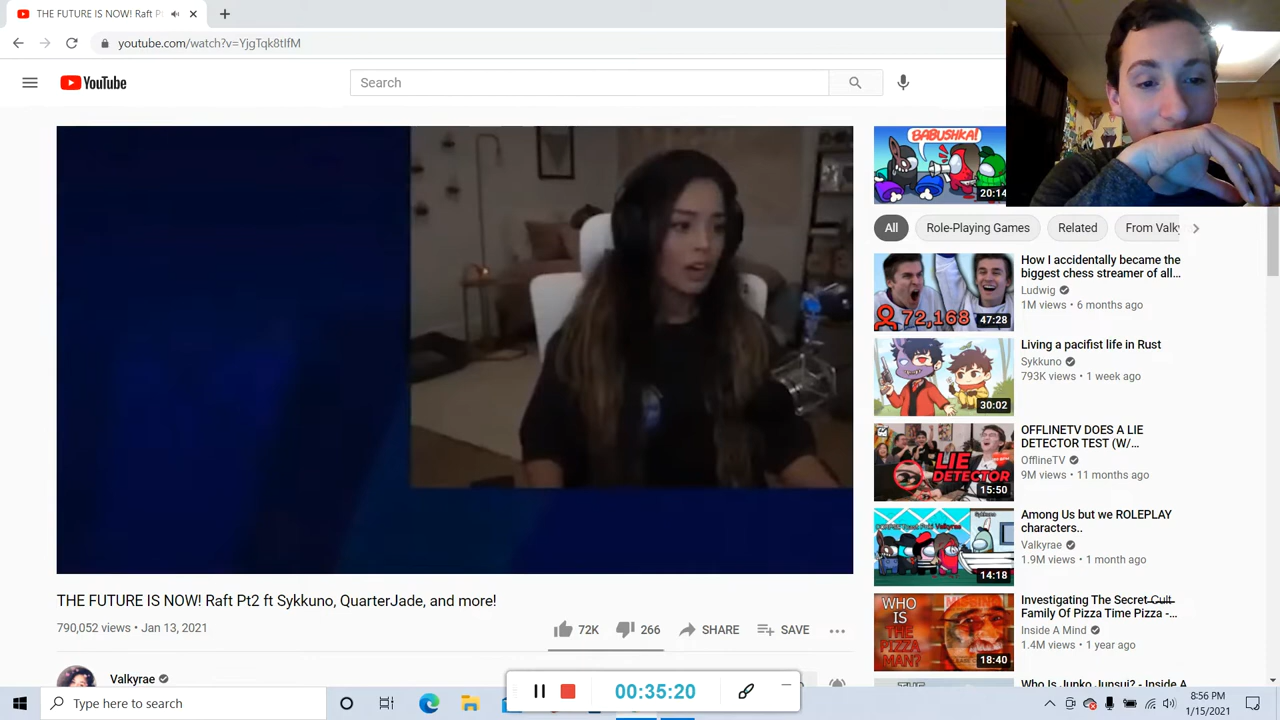 THE FUTURE IS NOW! Raft Pt
youtube.com/watch?v=YjgTqk8tIfM
YouTube
Search
BABUSHKA!
20:14
All
Role-Playing Games
Related
From Valky
How I accidentally became the
biggest chess streamer of all...
Ludwig
1M views • 6 months ago
72,168
47:28
Living a pacifist life in Rust
Sykkuno
793K views • 1 week ago
30:02
OFFLINETV DOES A LIE
DETECTOR TEST (W/...
OfflineTV
9M views • 11 months ago
LIE
DETECTOR
15:50
Among Us but we ROLEPLAY
characters..
Valkyrae
1.9M views • 1 month ago
14:18
Investigating The Secret Cult
Family Of Pizza Time Pizza -...
Inside A Mind
1.4M views • 1 year ago
WHO
IS
THE
PIZZA
MAN?
18:40
Who Is Junko Junsui? - Inside A
THE FUTURE IS NOW! Raft Pt2 ft Sykkuno, QuarterJade, and more!
790,052 views • Jan 13, 2021
72K
266
SHARE
SAVE
Valkyrae
00:35:20
Type here to search
8:56 PM
1/15/2021